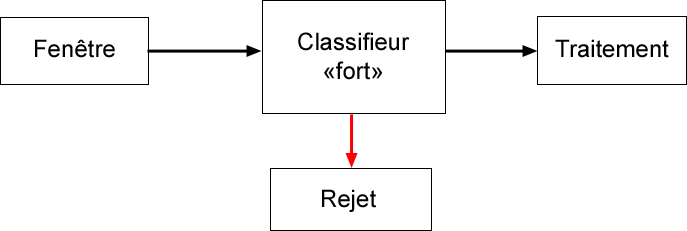 Fenêtre
Classifieur
«fort»
Traitement
Rejet